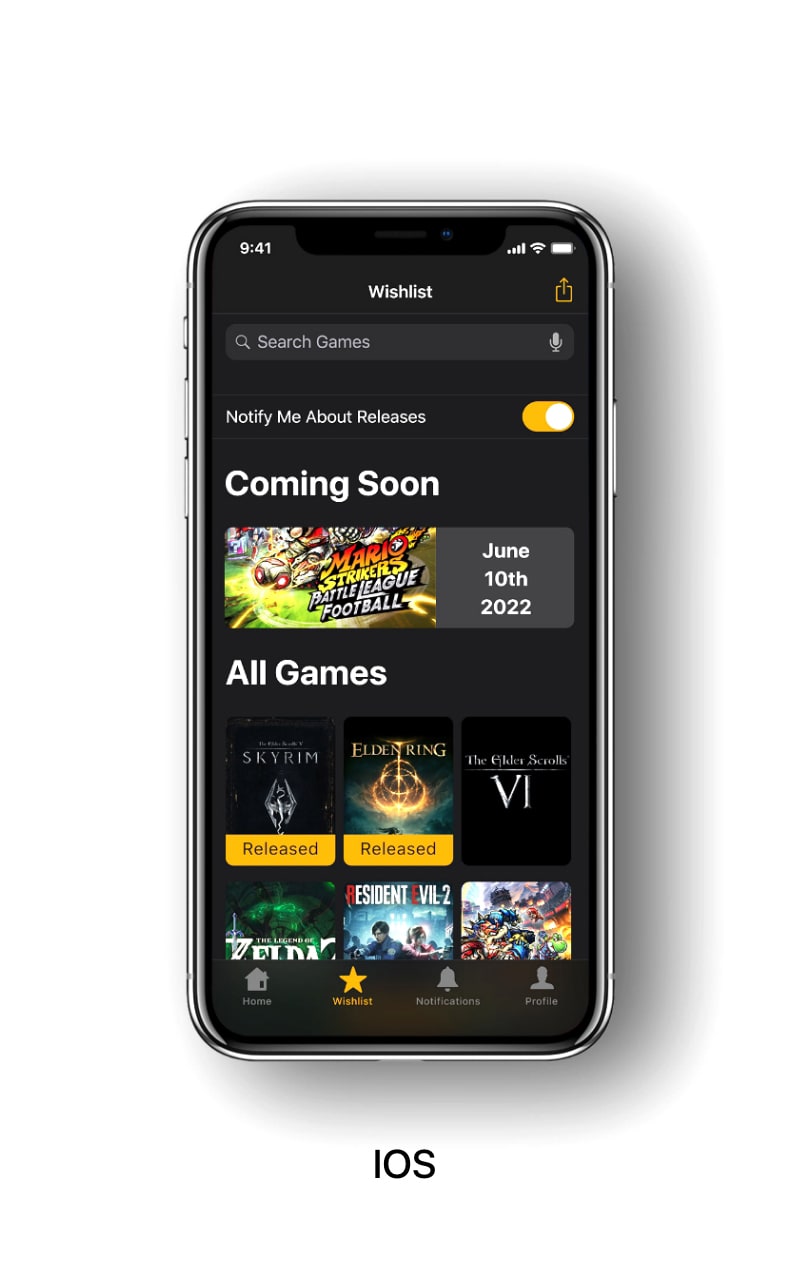 9:41
Wishlist
Search Games
Notify Me About Releases
Coming Soon
MARIO
STRIKERS
BATTLE LEAGUE
FOOTBALL
June
10th
2022
All Games
The Elder Scrolls V
SKYRIM
Released
ELDEN RING
Released
The Elder Scrolls
VI
THE LEGEND OF
ZELDA
RESIDENT EVIL 2
Home
Wishlist
Notifications
Profile
IOS